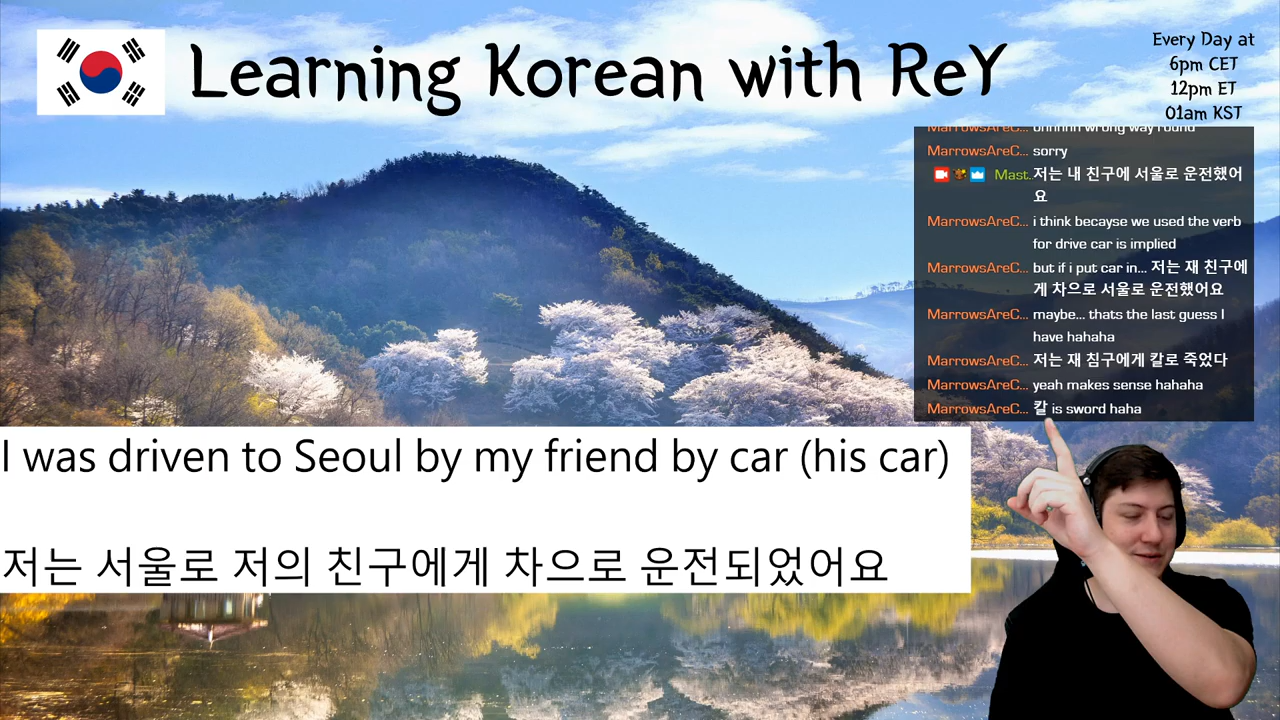 Learning Korean with ReY
Every Day at
6pm CET
12pm ET
01am KST
MarrowsAreC... ohhhhh wrong way round
MarrowsAreC... sorry
Mast. 저는 내 친구에 서울로 운전했어
요
MarrowsAreC... i think becayse we used the verb
for drive car is implied
MarrowsAreC... but if i put car in... 저는 재 친구에
게 차으로 서울로 운전했어요
MarrowsAreC... maybe... thats the last guess I
have hahaha
MarrowsAreC... 저는 재 침구에게 칼로 죽었다
MarrowsAreC... yeah makes sense hahaha
MarrowsAreC... 칼 is sword haha
I was driven to Seoul by my friend by car (his car)
저는 서울로 저의 친구에게 차으로 운전되었어요